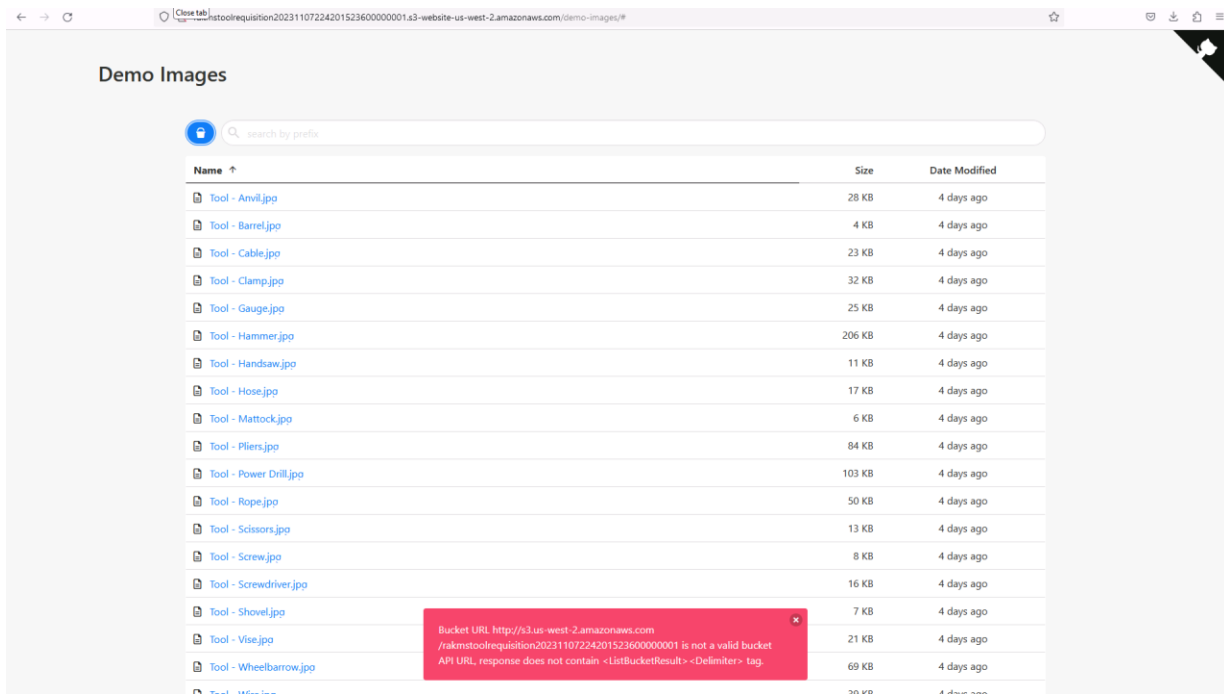 Close tab
rakmstoolrequisition20231107224201523600000001.s3-website-us-west-2.amazonaws.com/demo-images/#
Demo Images
search by prefix
Name ↑ Size Date Modified
Tool - Anvil.jpg 28 KB 4 days ago
Tool - Barrel.jpg 4 KB 4 days ago
Tool - Cable.jpg 23 KB 4 days ago
Tool - Clamp.jpg 32 KB 4 days ago
Tool - Gauge.jpg 25 KB 4 days ago
Tool - Hammer.jpg 206 KB 4 days ago
Tool - Handsaw.jpg 11 KB 4 days ago
Tool - Hose.jpg 17 KB 4 days ago
Tool - Mattock.jpg 6 KB 4 days ago
Tool - Pliers.jpg 84 KB 4 days ago
Tool - Power Drill.jpg 103 KB 4 days ago
Tool - Rope.jpg 50 KB 4 days ago
Tool - Scissors.jpg 13 KB 4 days ago
Tool - Screw.jpg 8 KB 4 days ago
Tool - Screwdriver.jpg 16 KB 4 days ago
Tool - Shovel.jpg 7 KB 4 days ago
Tool - Vise.jpg 21 KB 4 days ago
Tool - Wheelbarrow.jpg 69 KB 4 days ago
Tool - Wire.jpg 39 KB 4 days ago
Bucket URL http://s3.us-west-2.amazonaws.com
/rakmstoolrequisition20231107224201523600000001 is not a valid bucket
API URL, response does not contain <ListBucketResult><Delimiter> tag.